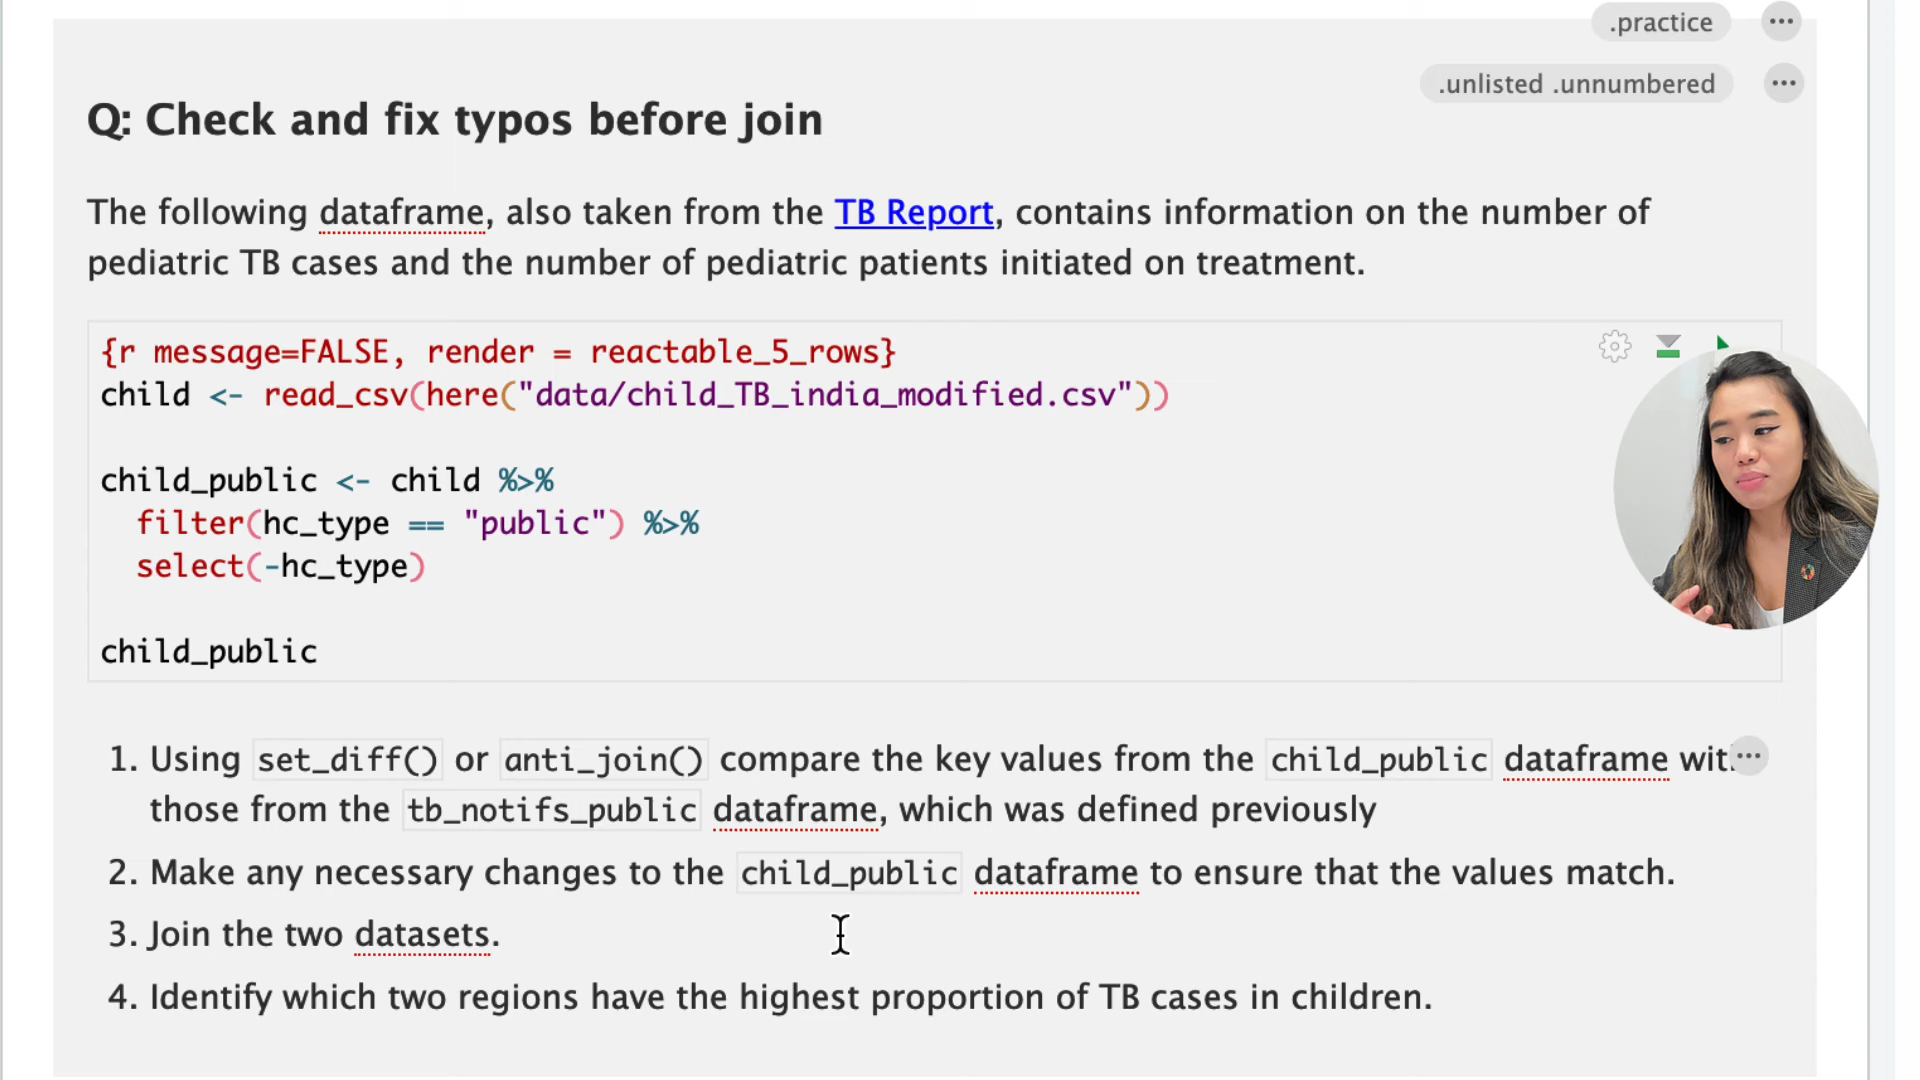 .practice
.unlisted .unnumbered
Q: Check and fix typos before join
The following dataframe, also taken from the TB Report, contains information on the number of
pediatric TB cases and the number of pediatric patients initiated on treatment.
{r message=FALSE, render = reactable_5_rows}
child <- read_csv(here("data/child_TB_india_modified.csv"))
child_public <- child %>%
filter(hc_type == "public") %>%
select(-hc_type)
child_public
1. Using set_diff() or anti_join() compare the key values from the child_public dataframe
those from the tb_notifs_public dataframe, which was defined previously
2. Make any necessary changes to the child_public dataframe to ensure that the values match.
3. Join the two datasets.
4. Identify which two regions have the highest proportion of TB cases in children.